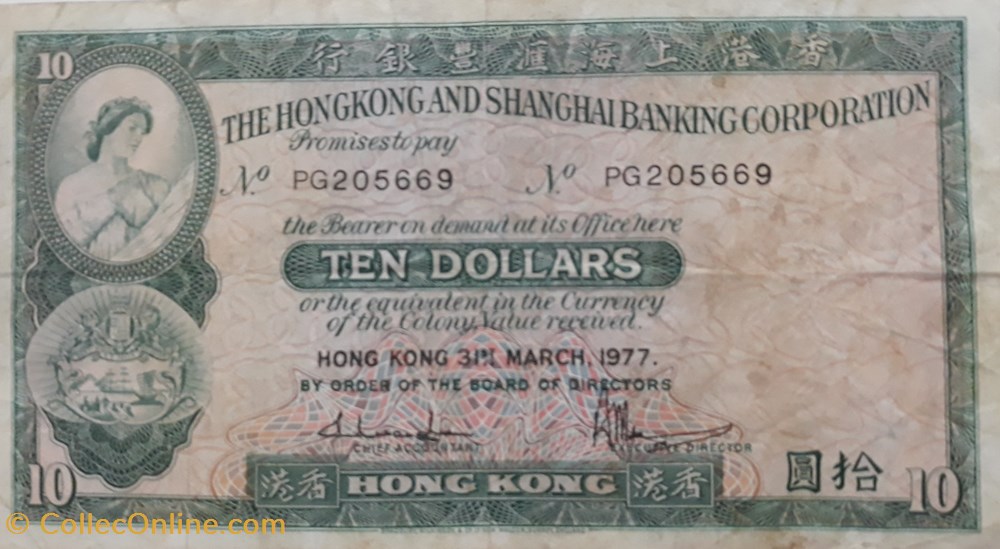 10
香港上海滙豐銀行
THE HONGKONG AND SHANGHAI BANKING CORPORATION
Promises to pay
No PG205669 No PG205669
the Bearer on demand at its Office here
TEN DOLLARS
or the equivalent in the Currency
of the Colony, Value received.
HONG KONG 31ST MARCH, 1977.
BY ORDER OF THE BOARD OF DIRECTORS
CHIEF ACCOUNTANT EXECUTIVE DIRECTOR
拾圓
10 香港 HONG KONG 香港 10
© CollecOnline.com